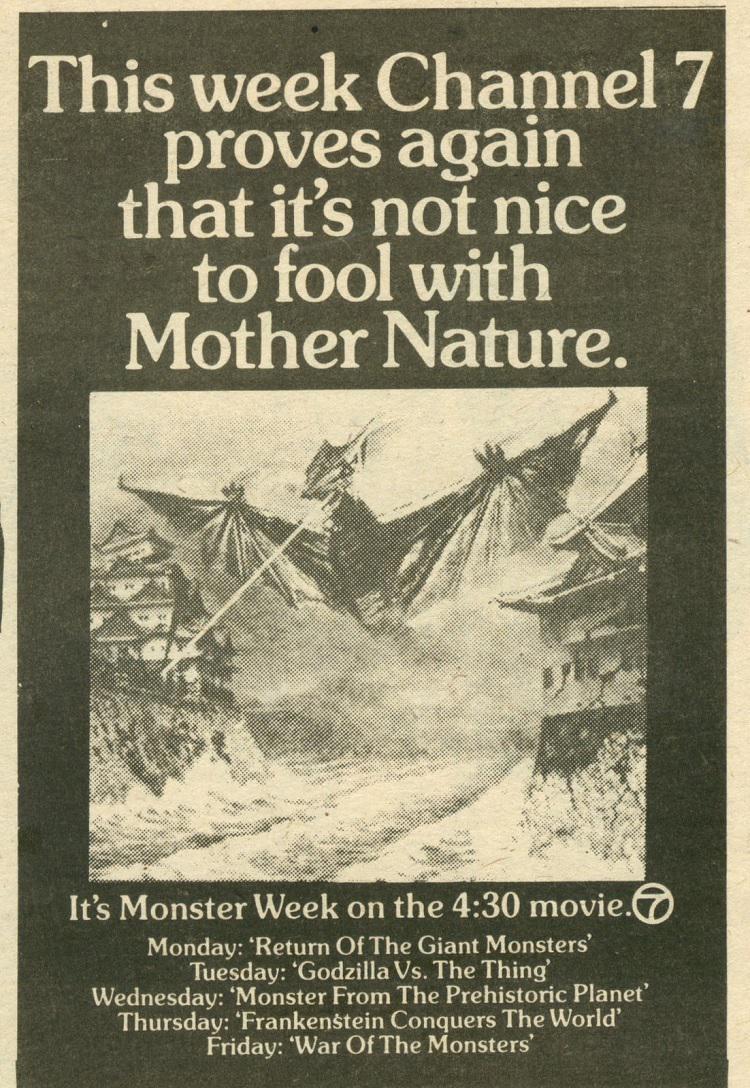 This week Channel 7
proves again
that it's not nice
to fool with
Mother Nature.
It's Monster Week on the 4:30 movie. 7
Monday: 'Return Of The Giant Monsters'
Tuesday: 'Godzilla Vs. The Thing'
Wednesday: 'Monster From The Prehistoric Planet'
Thursday: 'Frankenstein Conquers The World'
Friday: 'War Of The Monsters'